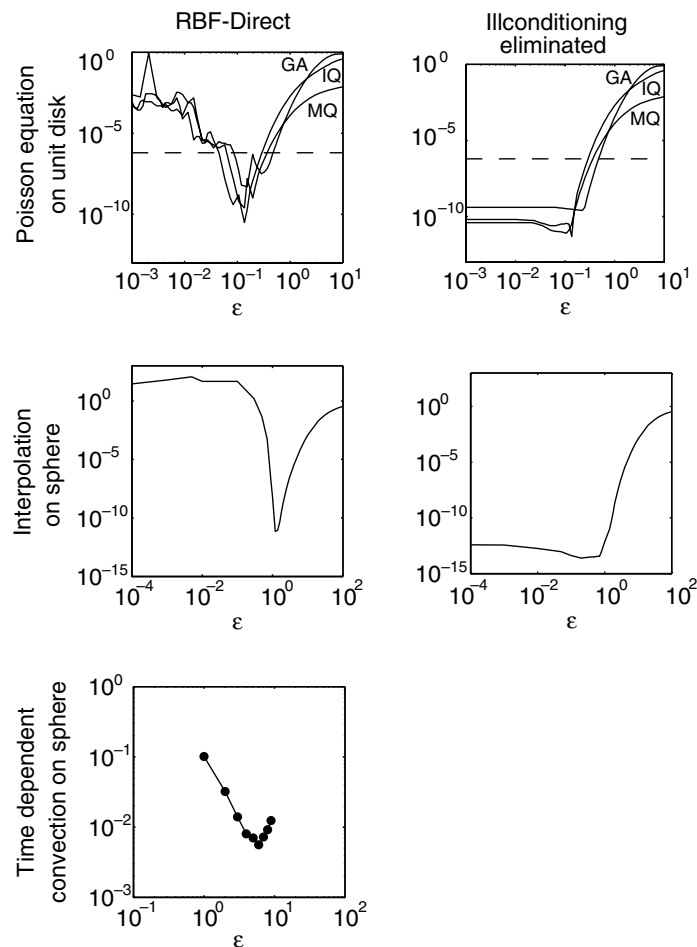 RBF-Direct
Illconditioning
eliminated
Poisson equation
on unit disk
10^0
10^-5
10^-10
GA
IQ
MQ
10^-3 10^-2 10^-1 10^0 10^1
ε
10^0
10^-5
10^-10
GA
IQ
MQ
10^-3 10^-2 10^-1 10^0 10^1
ε
Interpolation
on sphere
10^0
10^-5
10^-10
10^-15
10^-4 10^-2 10^0 10^2
ε
10^0
10^-5
10^-10
10^-15
10^-4 10^-2 10^0 10^2
ε
Time dependent
convection on sphere
10^0
10^-1
10^-2
10^-3
10^-1 10^0 10^1 10^2
ε